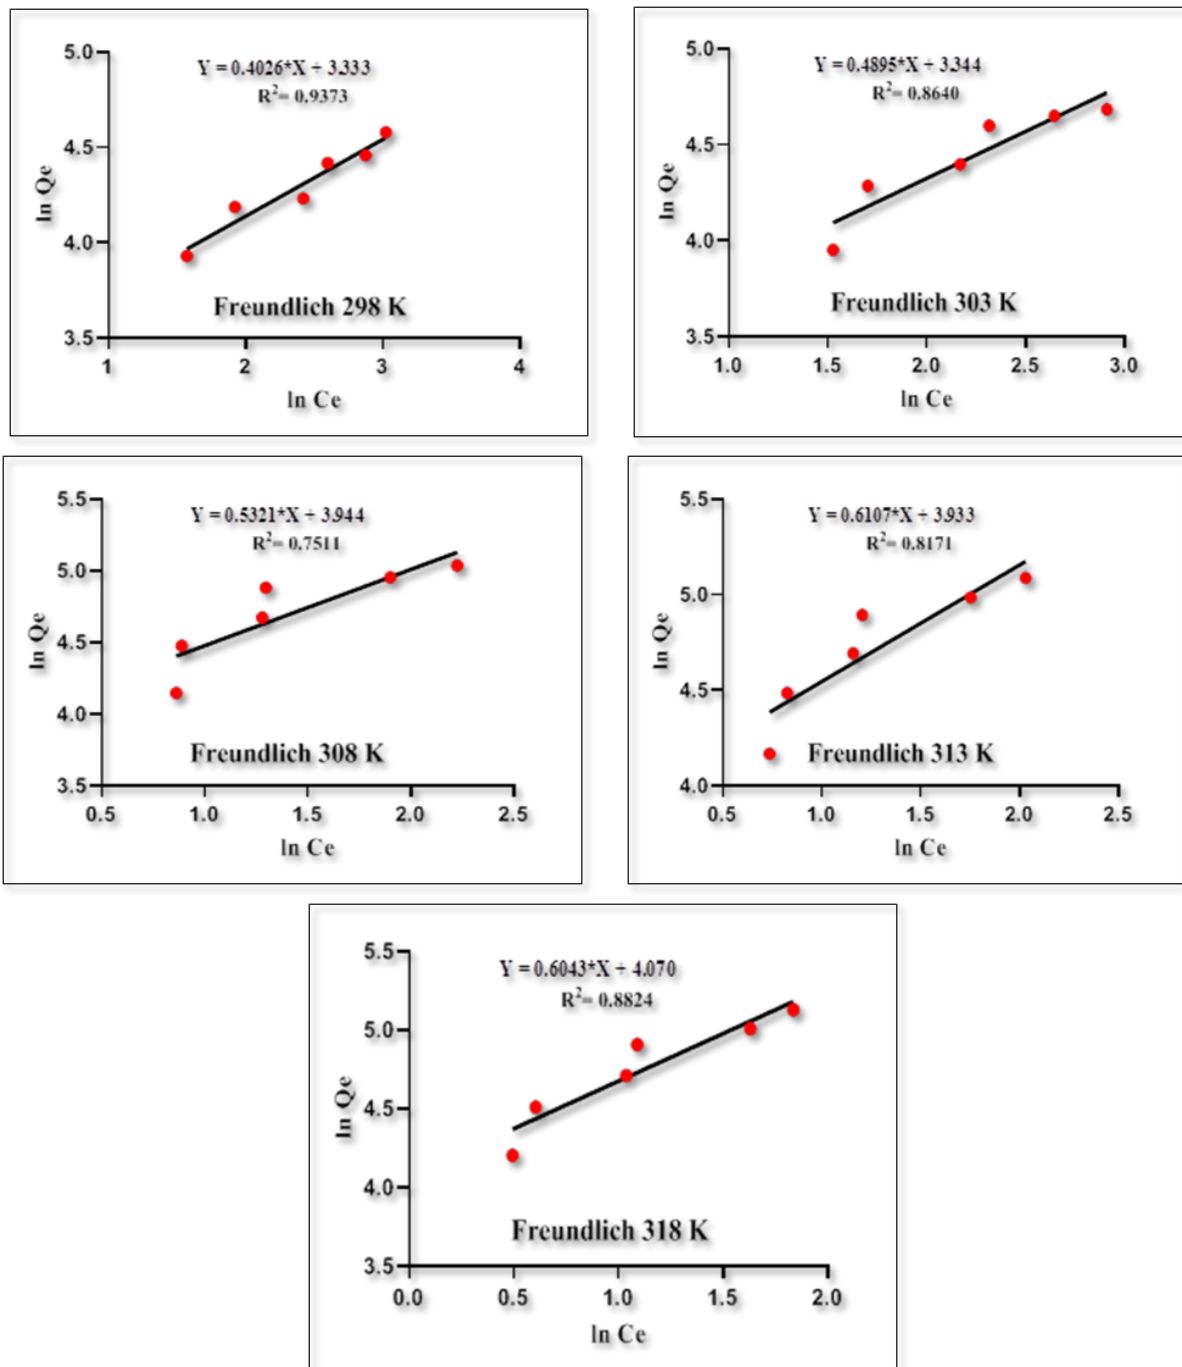 5.0
Y = 0.4026*X + 3.333
R²= 0.9373
4.5
ln Qe
4.0
Freundlich 298 K
3.5
1 2 3 4
ln Ce
5.0
Y = 0.4895*X + 3.344
R²= 0.8640
4.5
ln Qe
4.0
Freundlich 303 K
3.5
1.0 1.5 2.0 2.5 3.0
ln Ce
5.5
Y = 0.5321*X + 3.944
R²= 0.7511
5.0
ln Qe
4.5
4.0
Freundlich 308 K
3.5
0.5 1.0 1.5 2.0 2.5
ln Ce
5.5
Y = 0.6107*X + 3.933
R²= 0.8171
5.0
ln Qe
4.5
Freundlich 313 K
4.0
0.5 1.0 1.5 2.0 2.5
ln Ce
5.5
Y = 0.6043*X + 4.070
R²= 0.8824
5.0
ln Qe
4.5
4.0
Freundlich 318 K
3.5
0.0 0.5 1.0 1.5 2.0
ln Ce